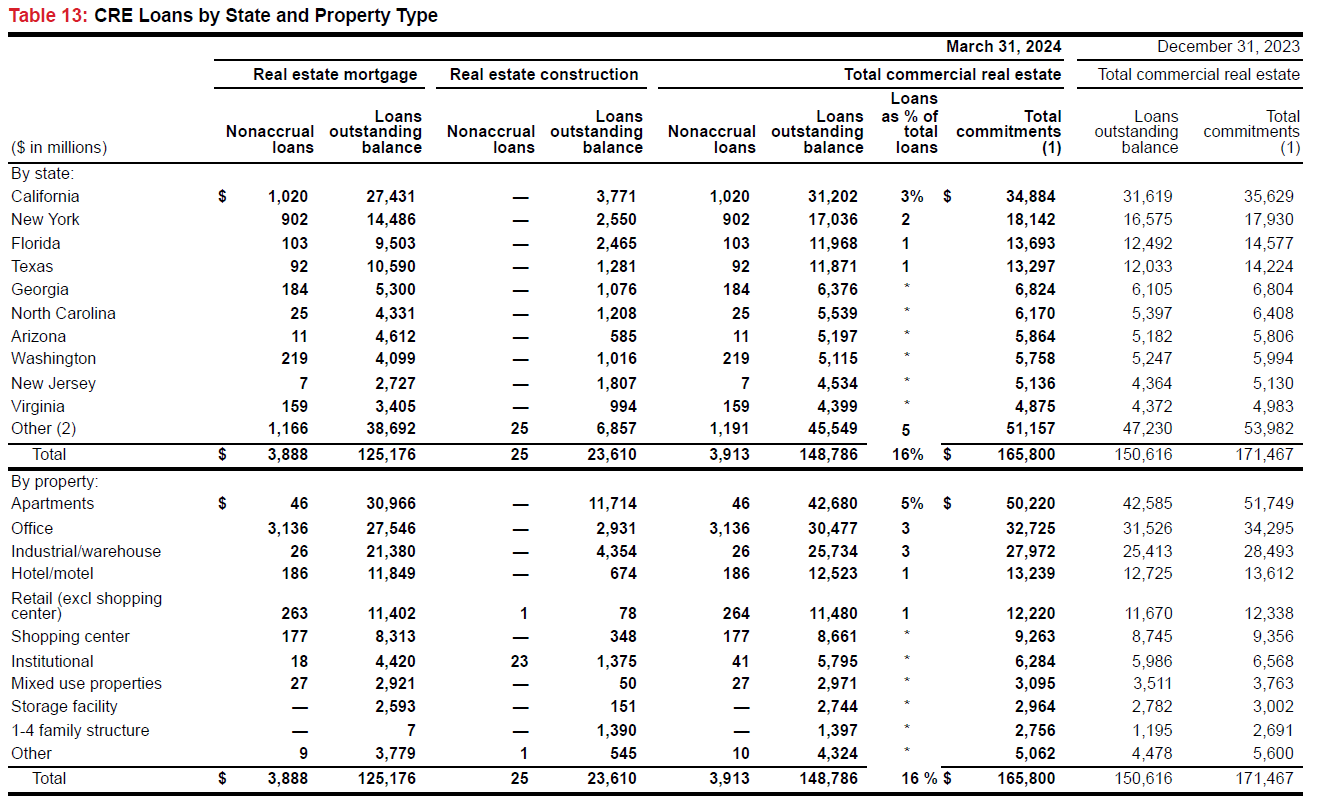 Table 13: CRE Loans by State and Property Type
March 31, 2024 December 31, 2023
Real estate mortgage Real estate construction Total commercial real estate Total commercial real estate
($ in millions) Nonaccrual loans Loans outstanding balance Nonaccrual loans Loans outstanding balance Nonaccrual loans Loans outstanding balance Loans as % of total loans Total commitments (1) Loans outstanding balance Total commitments (1)
By state:
California $ 1,020 27,431 — 3,771 1,020 31,202 3% $ 34,884 31,619 35,629
New York 902 14,486 — 2,550 902 17,036 2 18,142 16,575 17,930
Florida 103 9,503 — 2,465 103 11,968 1 13,693 12,492 14,577
Texas 92 10,590 — 1,281 92 11,871 1 13,297 12,033 14,224
Georgia 184 5,300 — 1,076 184 6,376 * 6,824 6,105 6,804
North Carolina 25 4,331 — 1,208 25 5,539 * 6,170 5,397 6,408
Arizona 11 4,612 — 585 11 5,197 * 5,864 5,182 5,806
Washington 219 4,099 — 1,016 219 5,115 * 5,758 5,247 5,994
New Jersey 7 2,727 — 1,807 7 4,534 * 5,136 4,364 5,130
Virginia 159 3,405 — 994 159 4,399 * 4,875 4,372 4,983
Other (2) 1,166 38,692 25 6,857 1,191 45,549 5 51,157 47,230 53,982
Total $ 3,888 125,176 25 23,610 3,913 148,786 16% $ 165,800 150,616 171,467
By property:
Apartments $ 46 30,966 — 11,714 46 42,680 5% $ 50,220 42,585 51,749
Office 3,136 27,546 — 2,931 3,136 30,477 3 32,725 31,526 34,295
Industrial/warehouse 26 21,380 — 4,354 26 25,734 3 27,972 25,413 28,493
Hotel/motel 186 11,849 — 674 186 12,523 1 13,239 12,725 13,612
Retail (excl shopping
center) 263 11,402 1 78 264 11,480 1 12,220 11,670 12,338
Shopping center 177 8,313 — 348 177 8,661 * 9,263 8,745 9,356
Institutional 18 4,420 23 1,375 41 5,795 * 6,284 5,986 6,568
Mixed use properties 27 2,921 — 50 27 2,971 * 3,095 3,511 3,763
Storage facility — 2,593 — 151 — 2,744 * 2,964 2,782 3,002
1-4 family structure — 7 — 1,390 — 1,397 * 2,756 1,195 2,691
Other 9 3,779 1 545 10 4,324 * 5,062 4,478 5,600
Total $ 3,888 125,176 25 23,610 3,913 148,786 16 % $ 165,800 150,616 171,467